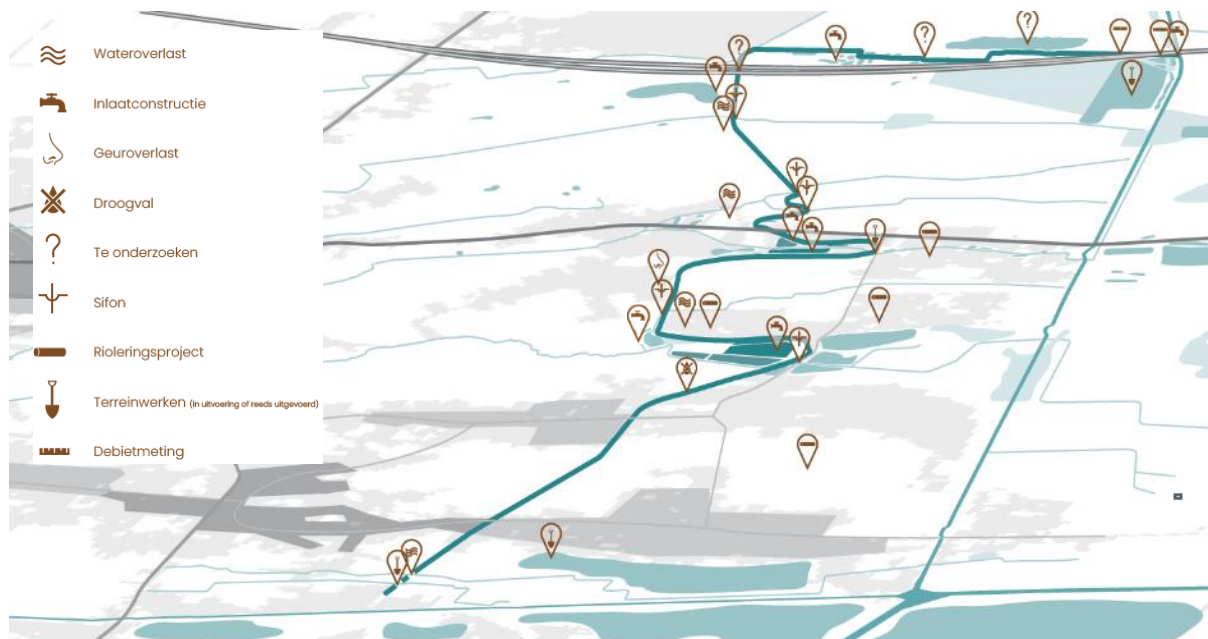 Wateroverlast
Inlaatconstructie
Geuroverlast
Droogval
? Te onderzoeken
Sifon
Rioleringsproject
Terreinwerken (in uitvoering of reeds uitgevoerd)
Debietmeting
?
?
?